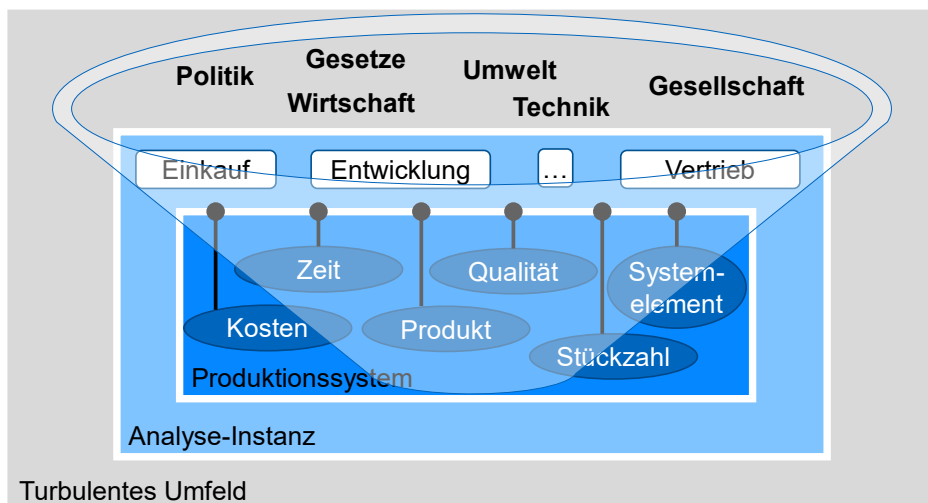 Politik
Gesetze
Wirtschaft
Umwelt
Technik
Gesellschaft
Einkauf
Entwicklung
...
Vertrieb
Zeit
Qualität
System-
element
Kosten
Produkt
Stückzahl
Produktionssystem
Analyse-Instanz
Turbulentes Umfeld